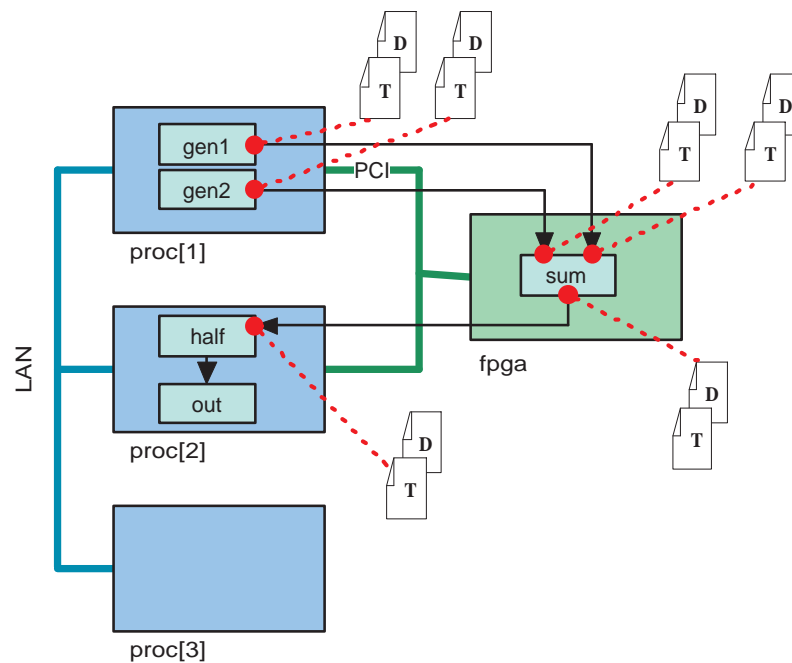 D
D
T
T
D
D
T
T
gen1
gen2
PCI
proc[1]
sum
fpga
half
out
LAN
proc[2]
D
T
D
T
proc[3]